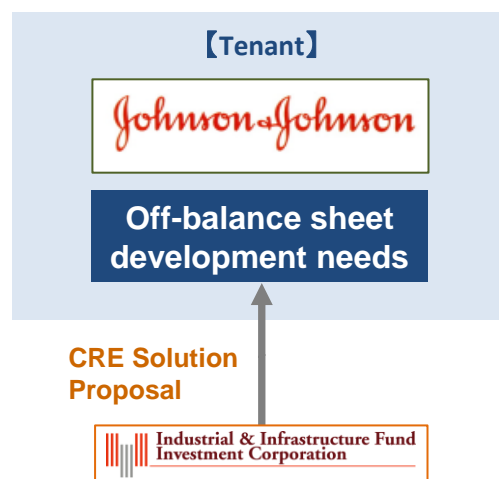 【Tenant】
Johnson&Johnson
Off-balance sheet
development needs
CRE Solution
Proposal
Industrial & Infrastructure Fund
Investment Corporation